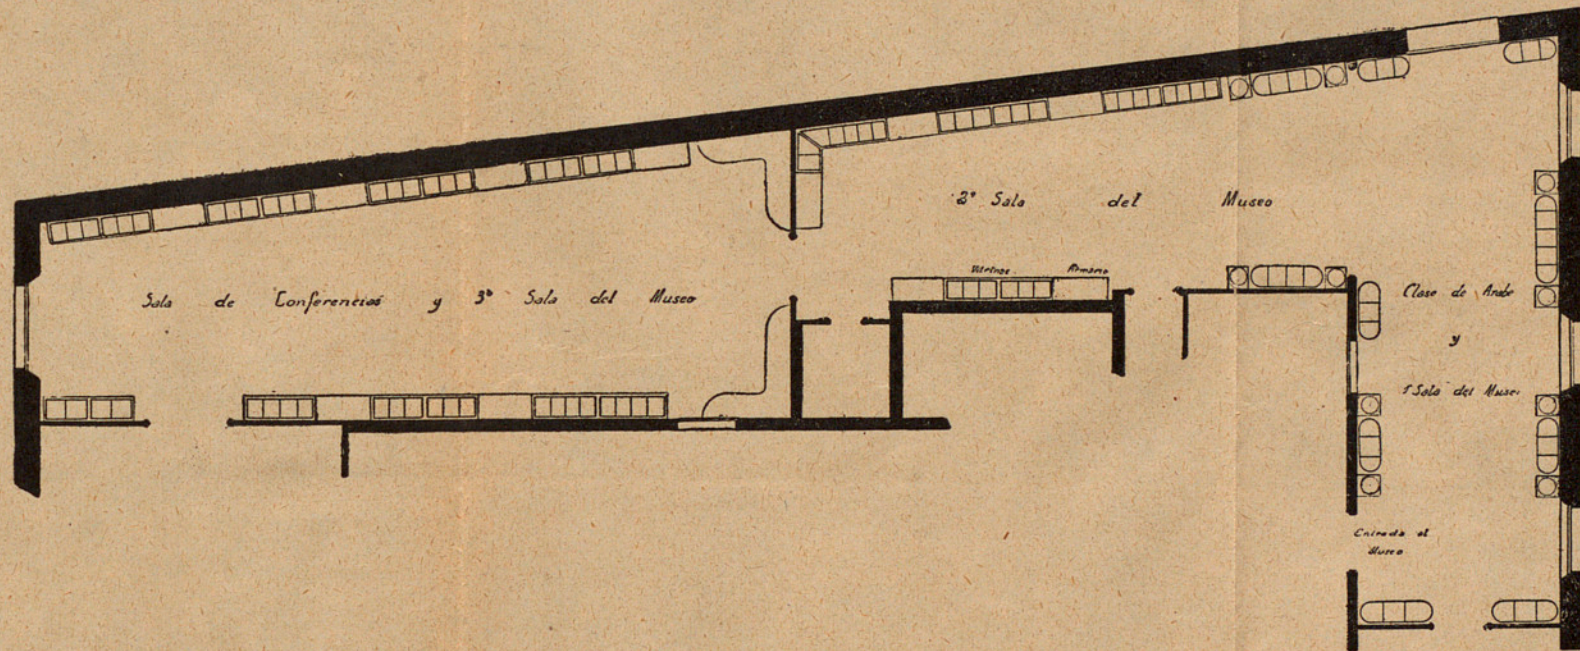 2ª Sala del Museo
Vitrinas Armario
Sala de Conferencias y 3ª Sala del Museo
Clase de Arabe
y
1ª Sala del Museo
Entrada al
Museo